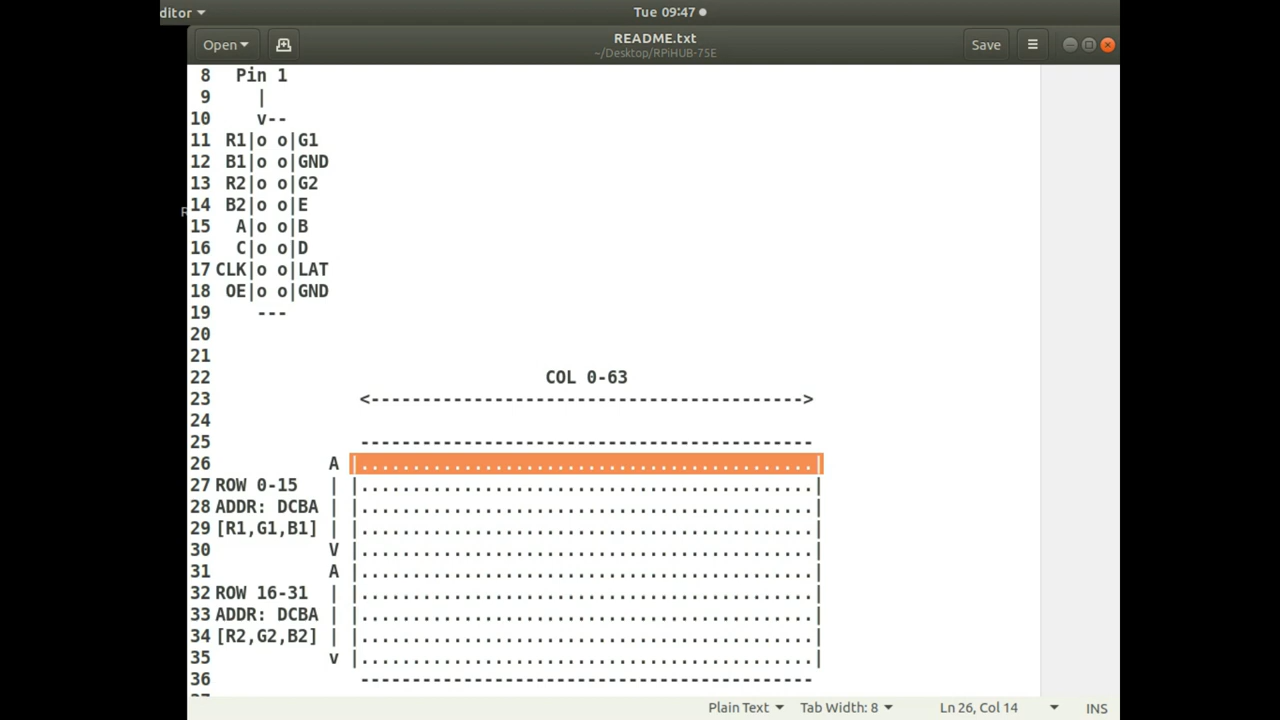 ditor
Tue 09:47
Open
README.txt
~/Desktop/RPiHUB-75E
Save
8 Pin 1
9 |
10 v--
11 R1|o o|G1
12 B1|o o|GND
13 R2|o o|G2
14 B2|o o|E
15 A|o o|B
16 C|o o|D
17 CLK|o o|LAT
18 OE|o o|GND
19 ---
20
21
22 COL 0-63
23 <------------------------------------------>
24
25 --------------------------------------------
26 A |............................................|
27 ROW 0-15 | |............................................|
28 ADDR: DCBA | |............................................|
29 [R1,G1,B1] | |............................................|
30 V |............................................|
31 A |............................................|
32 ROW 16-31 | |............................................|
33 ADDR: DCBA | |............................................|
34 [R2,G2,B2] | |............................................|
35 v |............................................|
36 --------------------------------------------
Plain Text Tab Width: 8 Ln 26, Col 14 INS